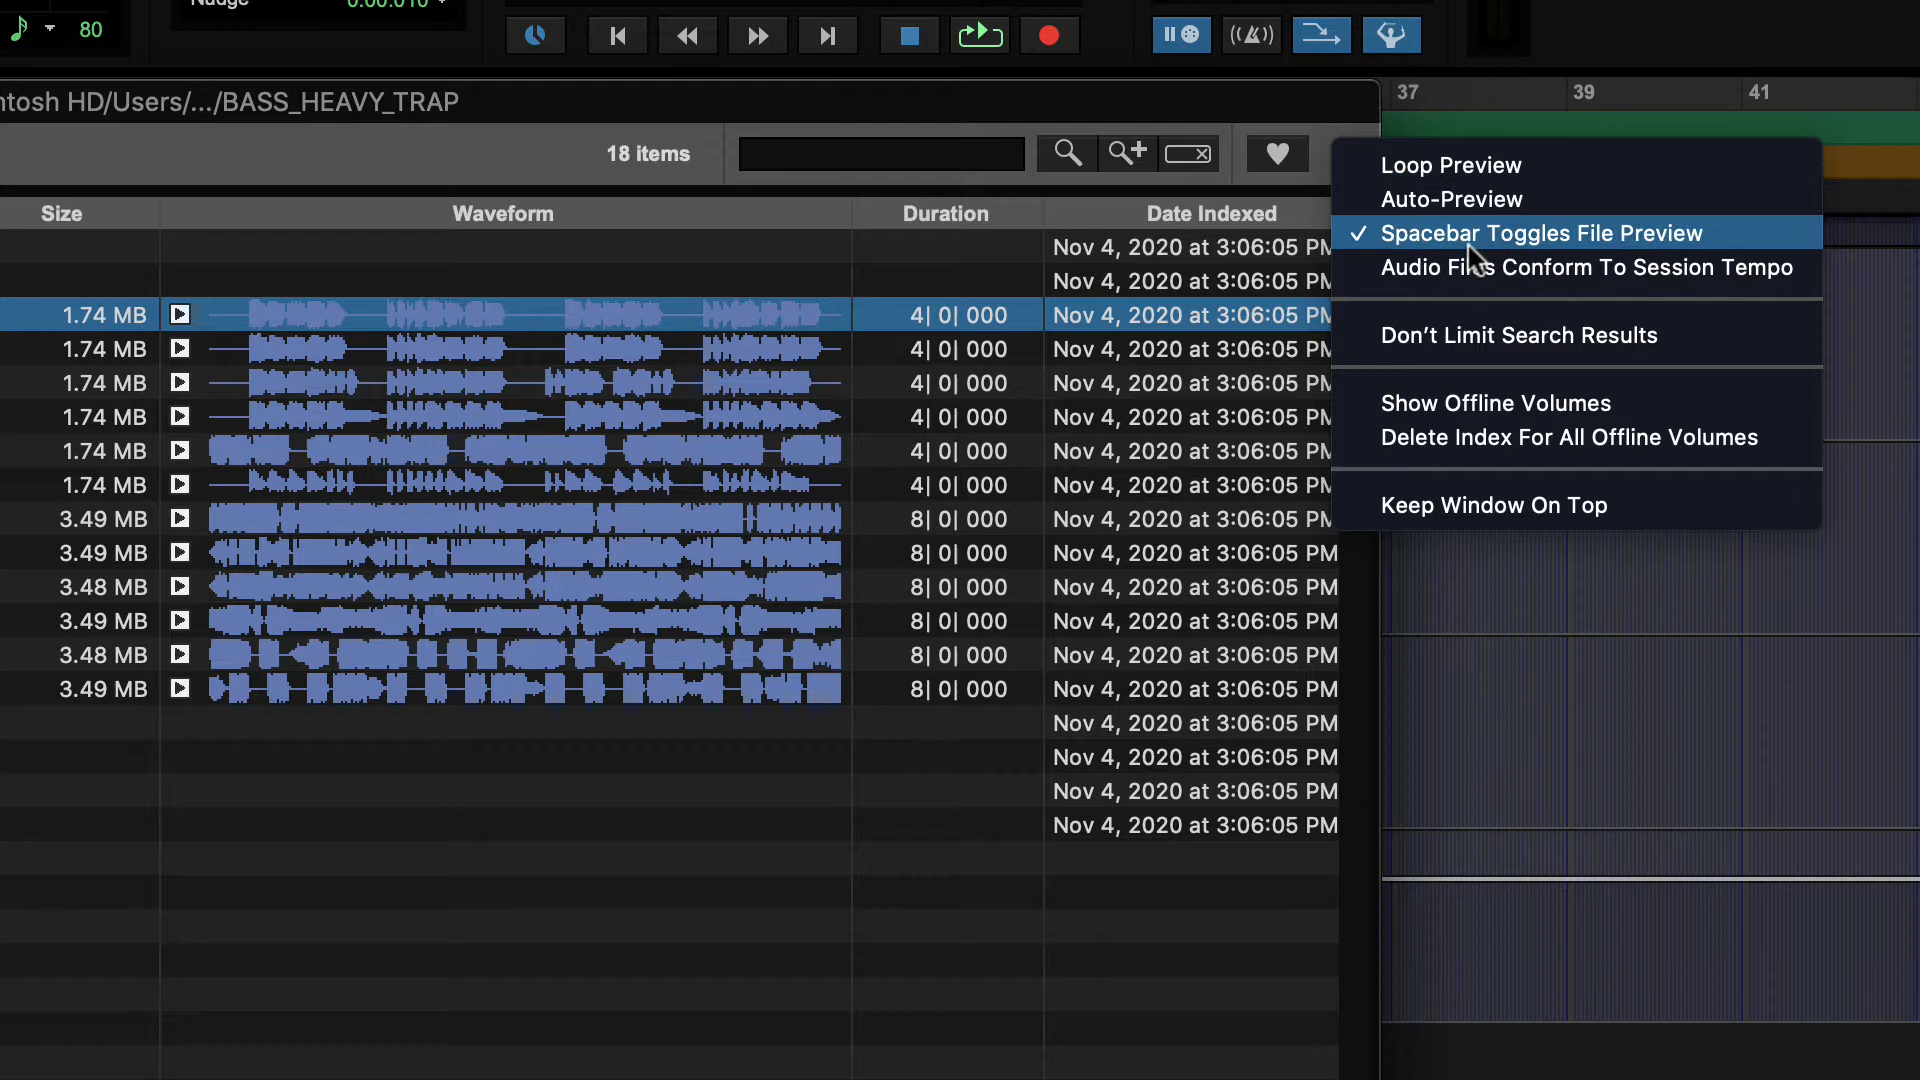 Nudge
0:00:010
80
ntosh HD/Users/.../BASS_HEAVY_TRAP
37
39
41
18 items
Size
Waveform
Duration
Date Indexed
Nov 4, 2020 at 3:06:05 PM
Nov 4, 2020 at 3:06:05 PM
1.74 MB
4| 0| 000
Nov 4, 2020 at 3:06:05 PM
1.74 MB
4| 0| 000
Nov 4, 2020 at 3:06:05 PM
1.74 MB
4| 0| 000
Nov 4, 2020 at 3:06:05 PM
1.74 MB
4| 0| 000
Nov 4, 2020 at 3:06:05 PM
1.74 MB
4| 0| 000
Nov 4, 2020 at 3:06:05 PM
1.74 MB
4| 0| 000
Nov 4, 2020 at 3:06:05 PM
3.49 MB
8| 0| 000
Nov 4, 2020 at 3:06:05 PM
3.49 MB
8| 0| 000
Nov 4, 2020 at 3:06:05 PM
3.48 MB
8| 0| 000
Nov 4, 2020 at 3:06:05 PM
3.49 MB
8| 0| 000
Nov 4, 2020 at 3:06:05 PM
3.48 MB
8| 0| 000
Nov 4, 2020 at 3:06:05 PM
3.49 MB
8| 0| 000
Nov 4, 2020 at 3:06:05 PM
Nov 4, 2020 at 3:06:05 PM
Nov 4, 2020 at 3:06:05 PM
Nov 4, 2020 at 3:06:05 PM
Nov 4, 2020 at 3:06:05 PM
Loop Preview
Auto-Preview
✓ Spacebar Toggles File Preview
Audio Files Conform To Session Tempo
Don't Limit Search Results
Show Offline Volumes
Delete Index For All Offline Volumes
Keep Window On Top